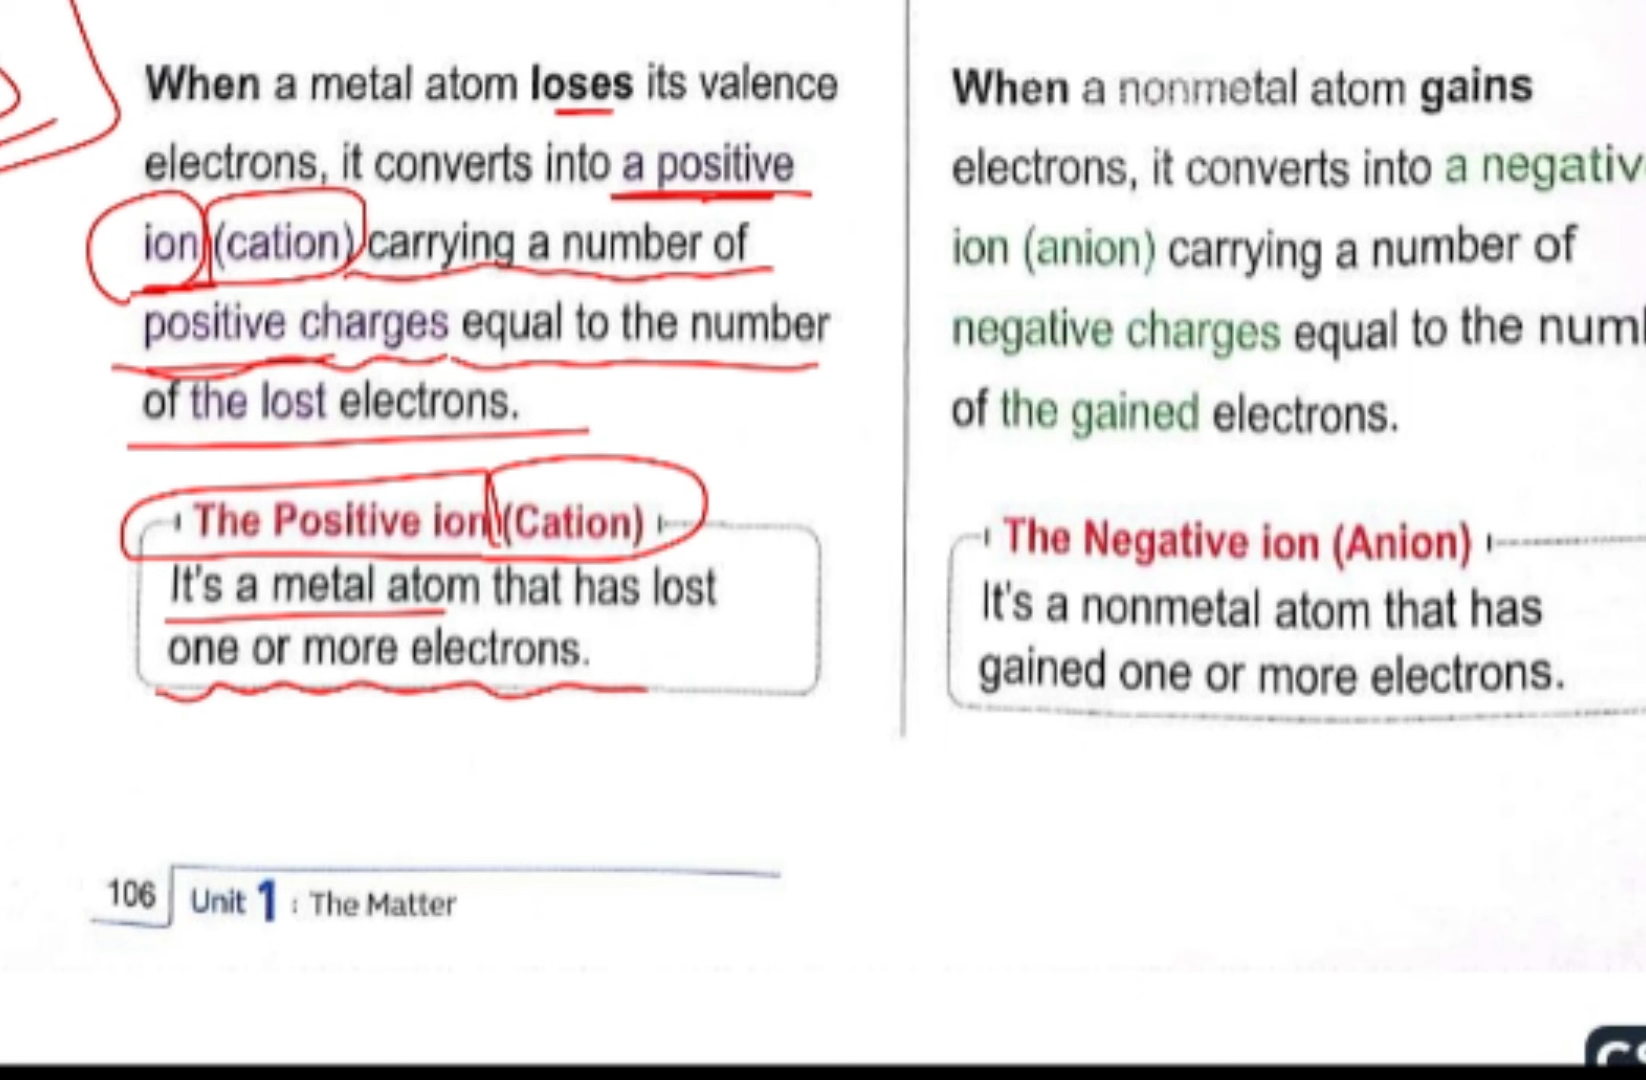 When a metal atom loses its valence
electrons, it converts into a positive
ion (cation) carrying a number of
positive charges equal to the number
of the lost electrons.
The Positive ion (Cation)
It's a metal atom that has lost
one or more electrons.
When a nonmetal atom gains
electrons, it converts into a negativ
ion (anion) carrying a number of
negative charges equal to the
of the gained electrons.
The Negative ion (Anion)
It's a nonmetal atom that has
gained one or more electrons.
106 Unit 1 : The Matter